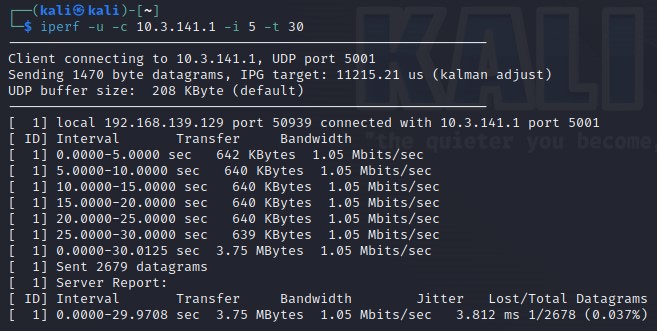 ┌──(kali㉿kali)-[~]
└─$ iperf -u -c 10.3.141.1 -i 5 -t 30
------------------------------------------------------------
Client connecting to 10.3.141.1, UDP port 5001
Sending 1470 byte datagrams, IPG target: 11215.21 us (kalman adjust)
UDP buffer size:  208 KByte (default)
------------------------------------------------------------
[  1] local 192.168.139.129 port 50939 connected with 10.3.141.1 port 5001
[ ID] Interval       Transfer     Bandwidth
[  1] 0.0000-5.0000 sec   642 KBytes  1.05 Mbits/sec
[  1] 5.0000-10.0000 sec   640 KBytes  1.05 Mbits/sec
[  1] 10.0000-15.0000 sec   640 KBytes  1.05 Mbits/sec
[  1] 15.0000-20.0000 sec   640 KBytes  1.05 Mbits/sec
[  1] 20.0000-25.0000 sec   640 KBytes  1.05 Mbits/sec
[  1] 25.0000-30.0000 sec   639 KBytes  1.05 Mbits/sec
[  1] 0.0000-30.0125 sec  3.75 MBytes  1.05 Mbits/sec
[  1] Sent 2679 datagrams
[  1] Server Report:
[ ID] Interval       Transfer     Bandwidth        Jitter   Lost/Total Datagrams
[  1] 0.0000-29.9708 sec  3.75 MBytes  1.05 Mbits/sec   3.812 ms 1/2678 (0.037%)
KALI
"the quieter you become,